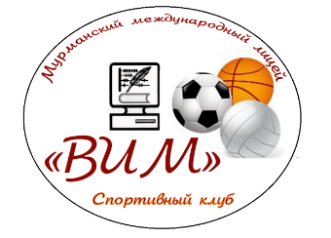 Мурманский международный лицей
«ВИМ»
Спортивный клуб